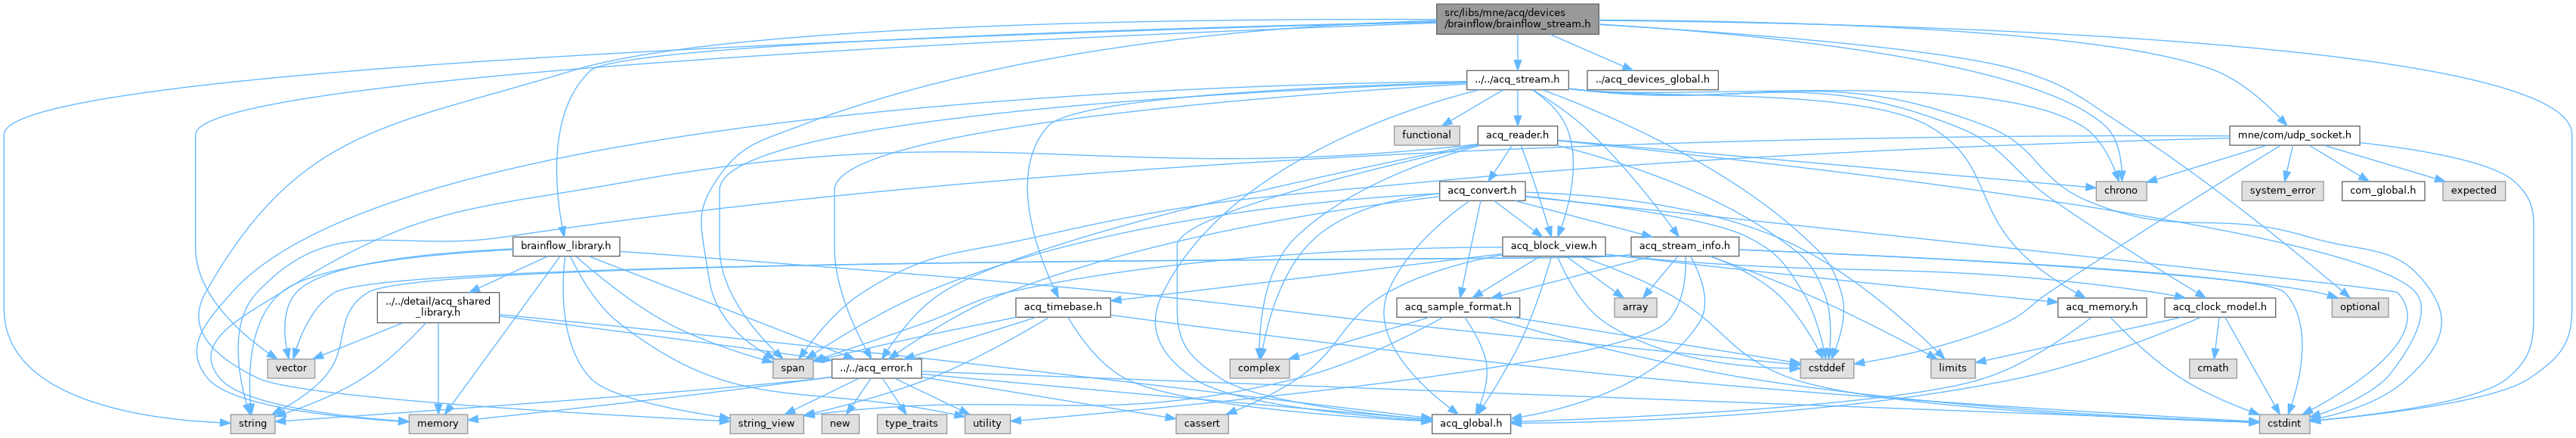 src/libs/mne/acq/devices
/brainflow/brainflow_stream.h
../../acq_stream.h
../acq_devices_global.h
functional
acq_reader.h
mne/com/udp_socket.h
acq_convert.h
chrono
system_error
com_global.h
expected
brainflow_library.h
acq_block_view.h
acq_stream_info.h
../../detail/acq_shared
_library.h
acq_timebase.h
acq_sample_format.h
array
acq_memory.h
acq_clock_model.h
optional
vector
span
../../acq_error.h
complex
cstddef
limits
cmath
string
memory
string_view
new
type_traits
utility
cassert
acq_global.h
cstdint